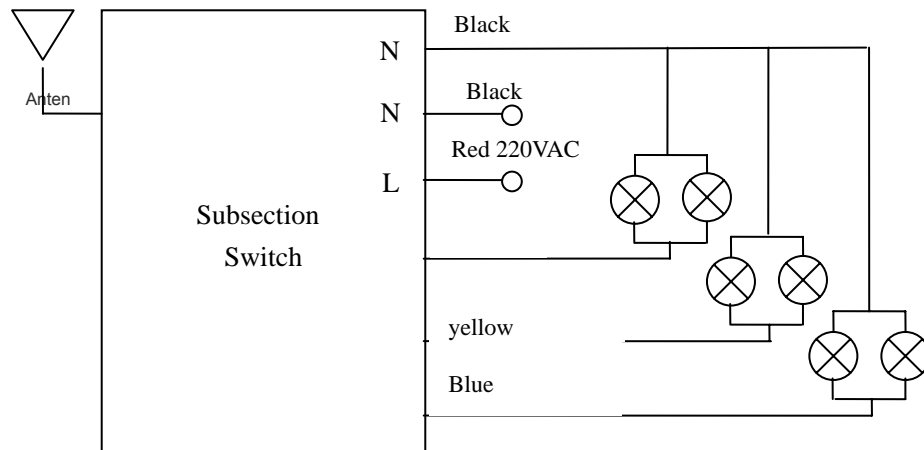 Black
N
Anten
Black
N
Red 220VAC
L
Subsection
Switch
yellow
Blue